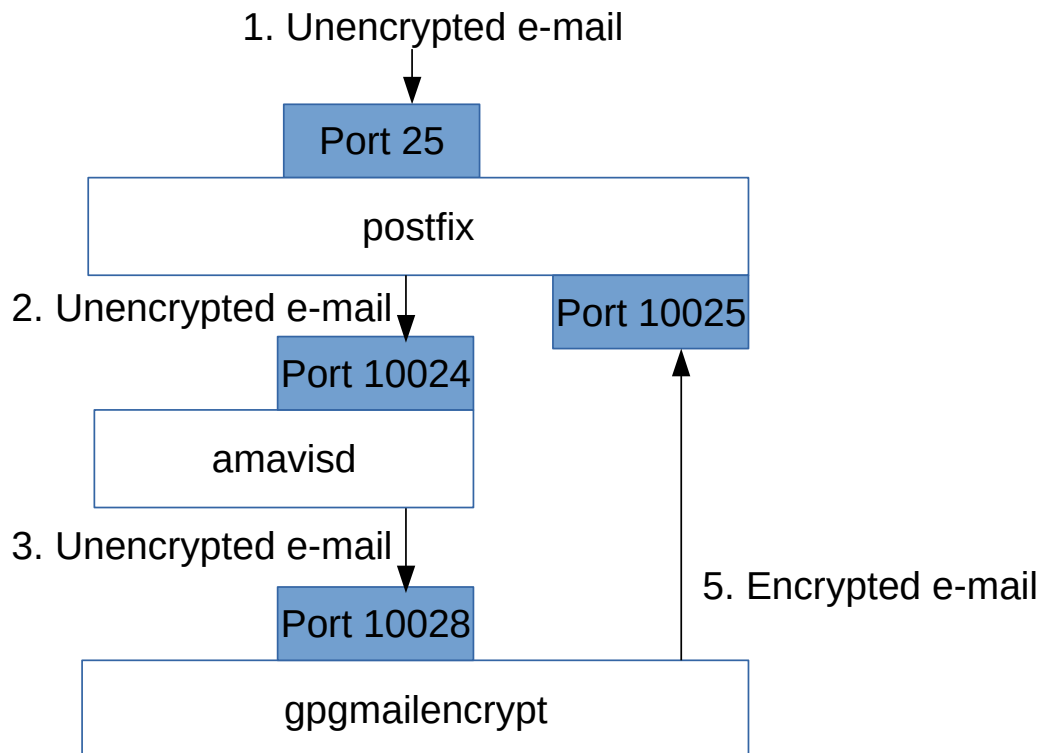 1. Unencrypted e-mail
Port 25
postfix
2. Unencrypted e-mail
Port 10025
Port 10024
amavisd
3. Unencrypted e-mail
5. Encrypted e-mail
Port 10028
gpgmailencrypt